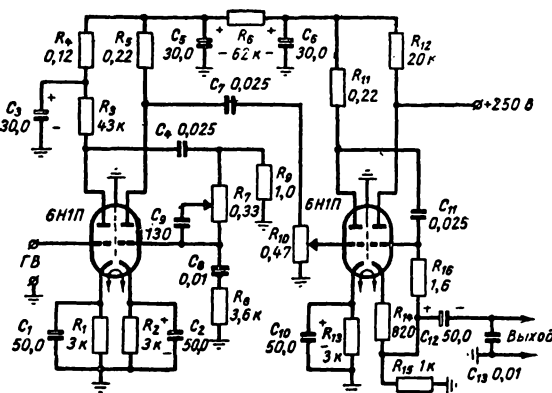 R4
0,12
R5
0,22
C5
30,0
+
R6
62 к
+
C6
30,0
R12
20 к
R11
0,22
+250 В
C3
30,0
+
-
R3
43 к
C7 0,025
C4 0,025
R9
1,0
R7
0,33
C9
130
6Н1П
ГВ
C8
0,01
R8
3,6 к
R10
0,47
6Н1П
C11
0,025
R16
1,6
C1
50,0
R1
3 к
R2
3 к
+
-
C2
50,0
C10
50,0
+
-
R13
3 к
R14
820
+
-
C12 50,0
Выход
R15 1 к
C13 0,01